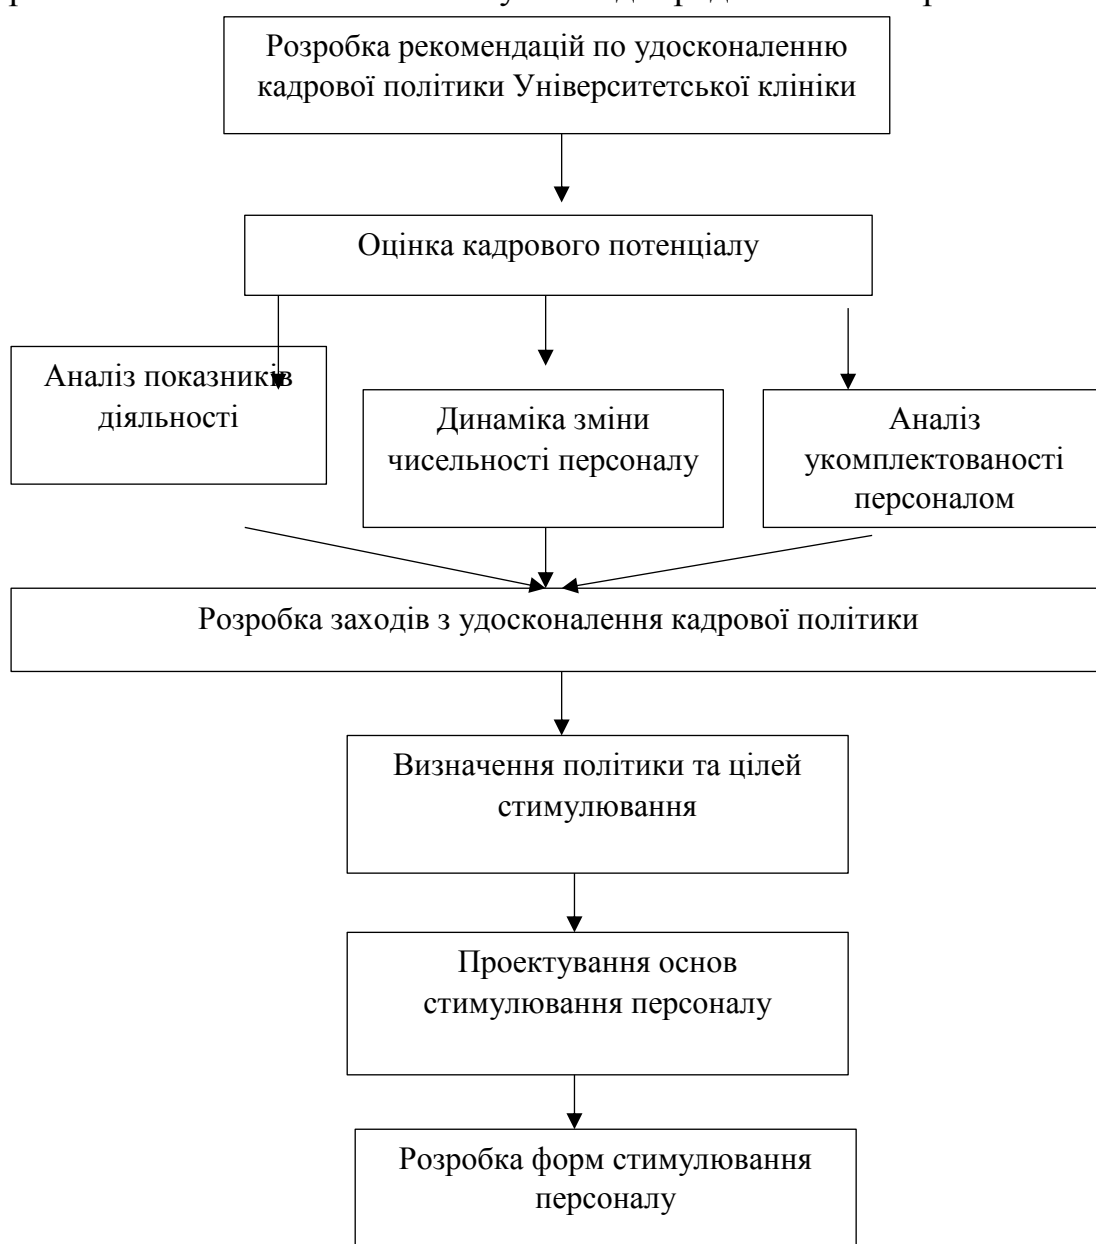 Розробка рекомендацій по удосконаленню
кадрової політики Університетської клініки
Оцінка кадрового потенціалу
Аналіз показників
діяльності
Динаміка зміни
чисельності персоналу
Аналіз
укомплектованості
персоналом
Розробка заходів з удосконалення кадрової політики
Визначення політики та цілей
стимулювання
Проектування основ
стимулювання персоналу
Розробка форм стимулювання
персоналу